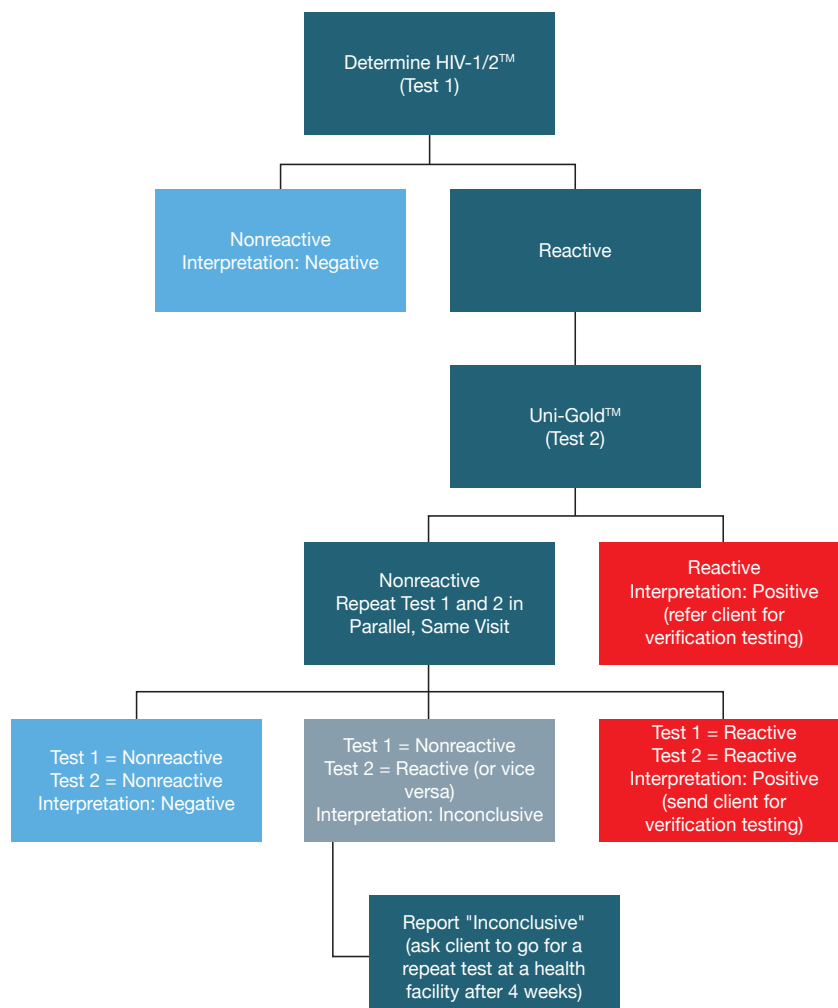 Determine HIV-1/2™
(Test 1)
Nonreactive
Interpretation: Negative
Reactive
Uni-Gold™
(Test 2)
Nonreactive
Repeat Test 1 and 2 in
Parallel, Same Visit
Reactive
Interpretation: Positive
(refer client for
verification testing)
Test 1 = Nonreactive
Test 2 = Nonreactive
Interpretation: Negative
Test 1 = Nonreactive
Test 2 = Reactive (or vice
versa)
Interpretation: Inconclusive
Test 1 = Reactive
Test 2 = Reactive
Interpretation: Positive
(send client for
verification testing)
Report "Inconclusive"
(ask client to go for a
repeat test at a health
facility after 4 weeks)